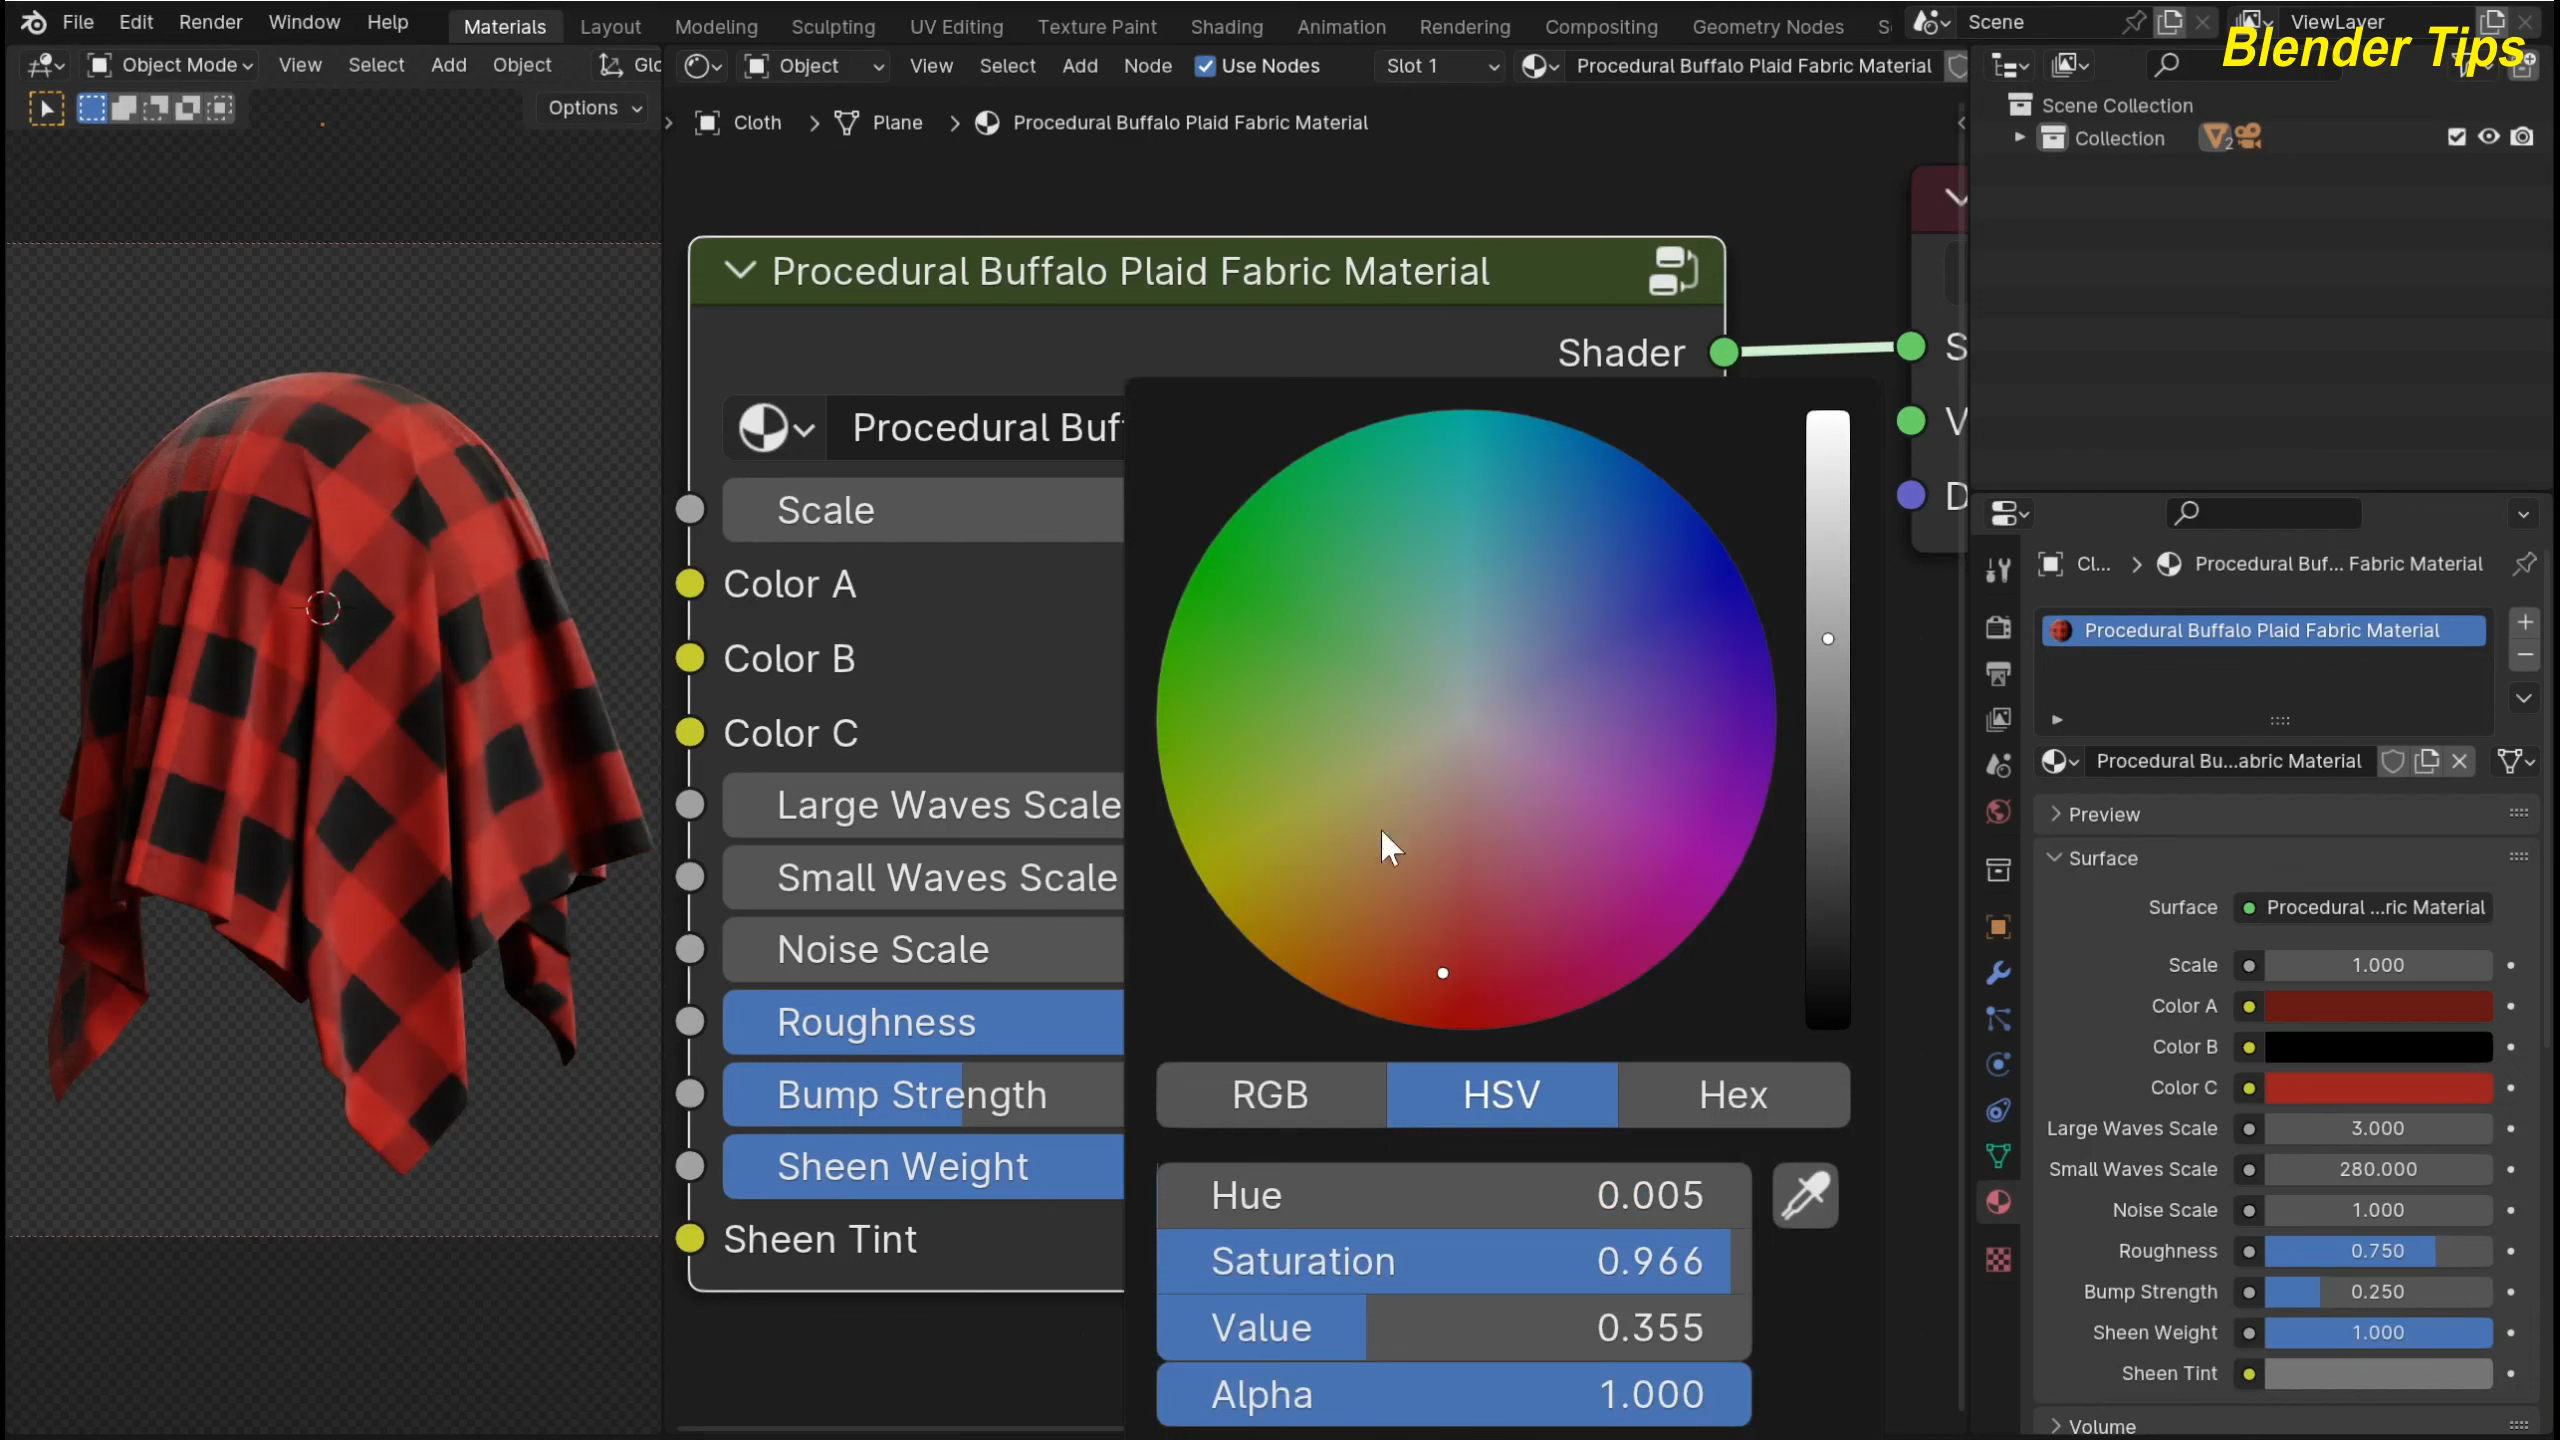 File Edit Render Window Help Materials Layout Modeling Sculpting UV Editing Texture Paint Shading Animation Rendering Compositing Geometry Nodes Scene ViewLayer
Blender Tips
Object Mode View Select Add Object Object View Select Add Node Use Nodes Slot 1 Procedural Buffalo Plaid Fabric Material
Options
Cloth Plane Procedural Buffalo Plaid Fabric Material
Scene Collection
Collection 2
Procedural Buffalo Plaid Fabric Material
Shader
Procedural Buf
Scale
Color A
Color B
Color C
Large Waves Scale
Small Waves Scale
Noise Scale
Roughness
Bump Strength
Sheen Weight
Sheen Tint
RGB HSV Hex
Hue 0.005
Saturation 0.966
Value 0.355
Alpha 1.000
S
V
D
Cl... Procedural Buf... Fabric Material
Procedural Buffalo Plaid Fabric Material
Procedural Bu...abric Material
Preview
Surface
Surface Procedural ...ric Material
Scale 1.000
Color A
Color B
Color C
Large Waves Scale 3.000
Small Waves Scale 280.000
Noise Scale 1.000
Roughness 0.750
Bump Strength 0.250
Sheen Weight 1.000
Sheen Tint
Volume